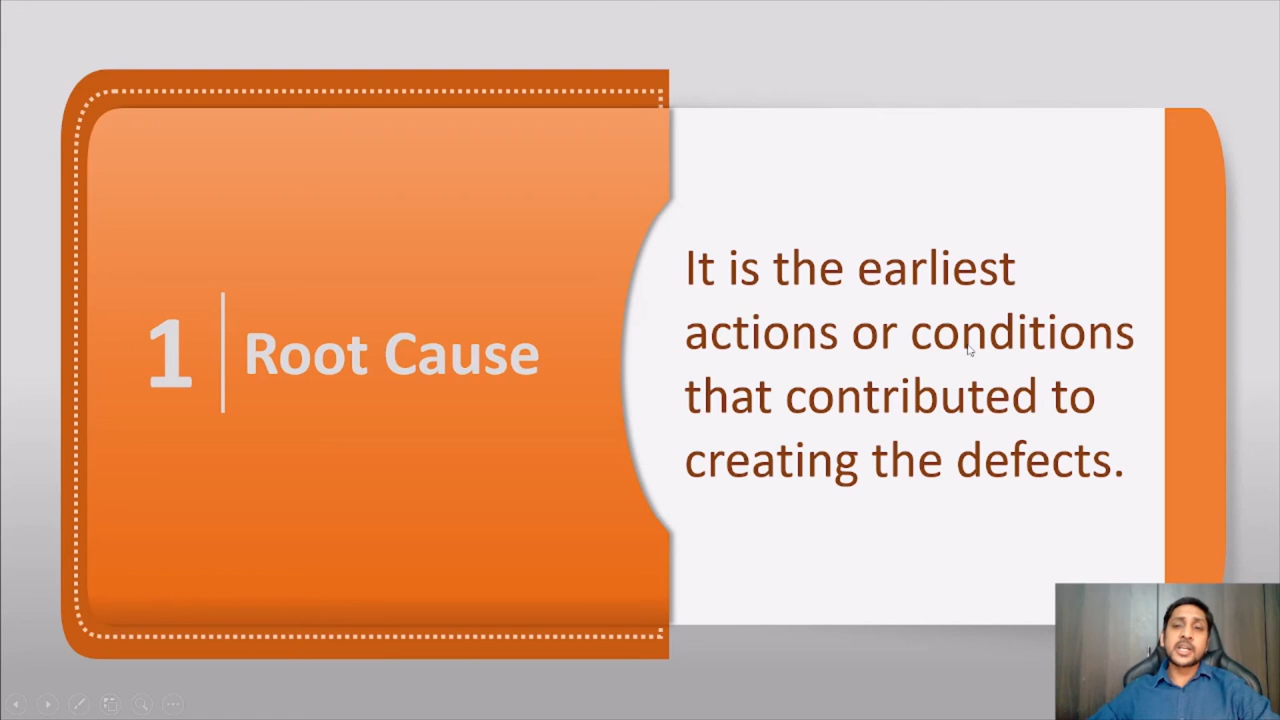 1
Root Cause
It is the earliest
actions or conditions
that contributed to
creating the defects.